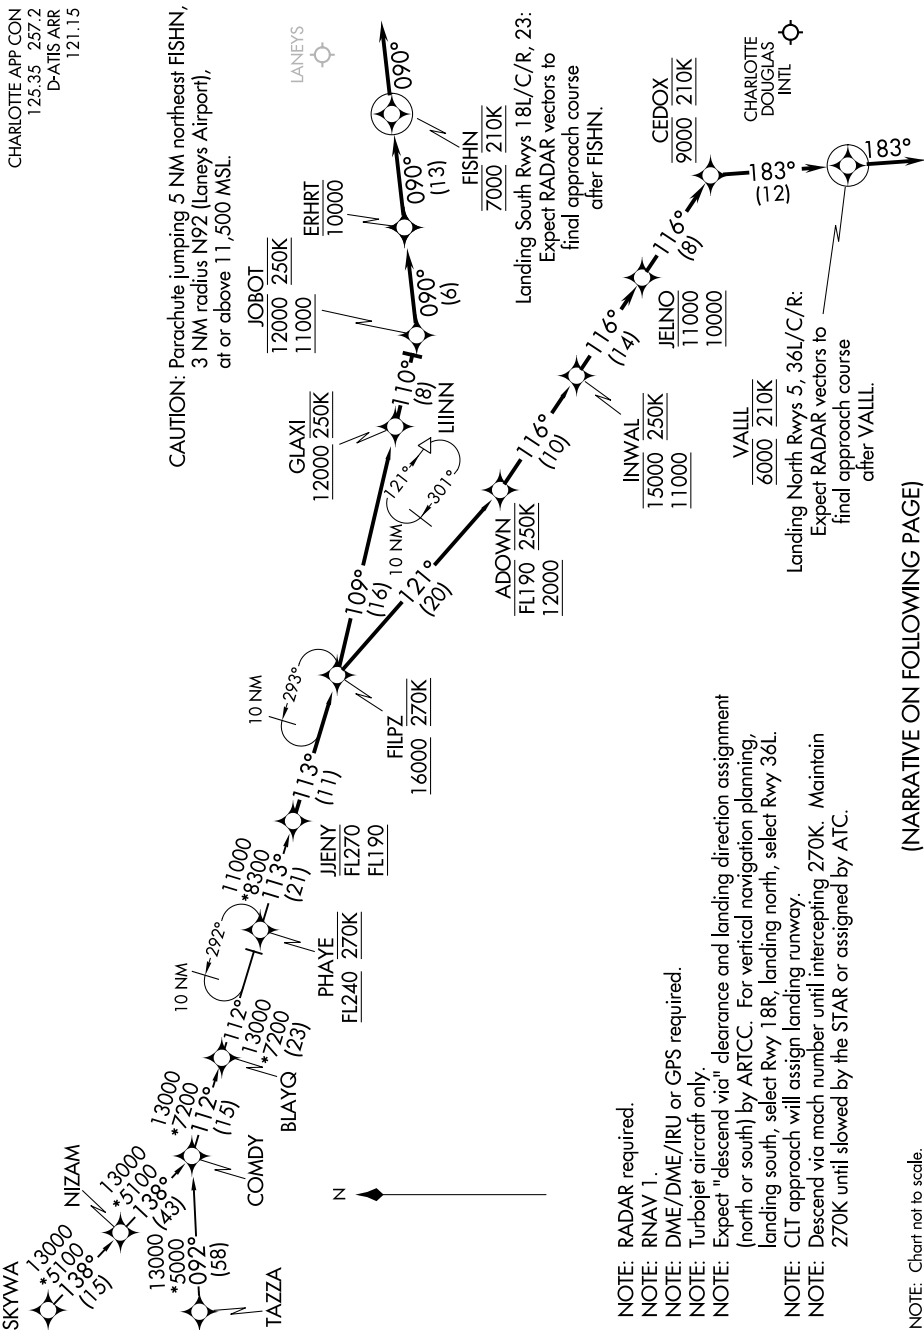 CHARLOTTE APP CON
125.35 257.2
D-ATIS ARR
121.15
CAUTION: Parachute jumping 5 NM northeast FISHN,
3 NM radius N92 (Laneys Airport),
at or above 11,500 MSL.
LANEYS
SKYWA
13000
*5100
138°
(15)
NIZAM
13000
*5100
138°
(43)
TAZZA
13000
*5000
092°
(58)
COMDY
13000
*7200
112°
(15)
BLAYQ
112°
13000
*7200
(23)
10 NM
292°
PHAYE
FL240 270K
11000
*8300
113°
(21)
JJENY
FL270
FL190
113°
(11)
10 NM
293°
FILPZ
16000 270K
109°
(16)
GLAXI
12000 250K
110°
(8)
JOBOT
12000 250K
11000
090°
(6)
ERHRT
10000
090°
(13)
FISHN
7000 210K
090°
Landing South Rwys 18L/C/R, 23:
Expect RADAR vectors to
final approach course
after FISHN.
10 NM
121°
301°
LIINN
121°
(20)
ADOWN
FL190 250K
12000
116°
(10)
INWAL
15000 250K
11000
116°
(14)
JELNO
11000
10000
116°
(8)
CEDOX
9000 210K
183°
(12)
CHARLOTTE
DOUGLAS
INTL
183°
VALLL
6000 210K
Landing North Rwys 5, 36L/C/R:
Expect RADAR vectors to
final approach course
after VALLL.
N
NOTE: RADAR required.
NOTE: RNAV 1.
NOTE: DME/DME/IRU or GPS required.
NOTE: Turbojet aircraft only.
NOTE: Expect "descend via" clearance and landing direction assignment
(north or south) by ARTCC. For vertical navigation planning,
landing south, select Rwy 18R, landing north, select Rwy 36L.
NOTE: CLT approach will assign landing runway.
NOTE: Descend via mach number until intercepting 270K. Maintain
270K until slowed by the STAR or assigned by ATC.
(NARRATIVE ON FOLLOWING PAGE)
NOTE: Chart not to scale.